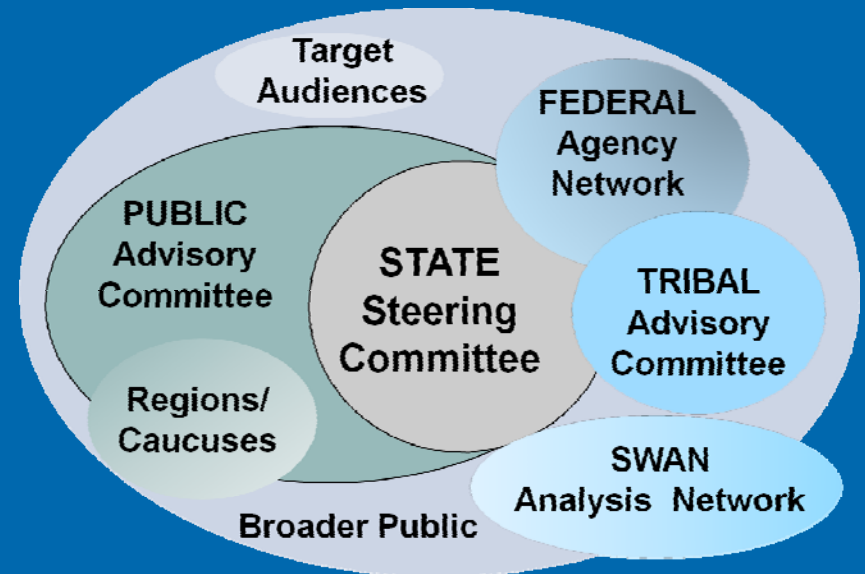 Target
Audiences
FEDERAL
Agency
Network
PUBLIC
Advisory
Committee
STATE
Steering
Committee
TRIBAL
Advisory
Committee
Regions/
Caucuses
SWAN
Analysis Network
Broader Public